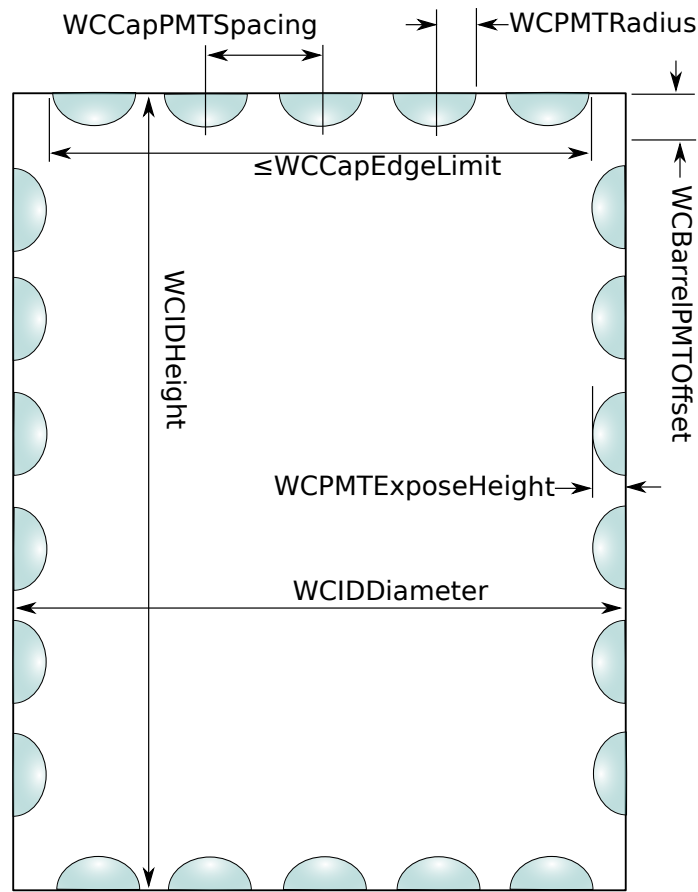 WCCapPMTSpacing
WCPMTRadius
≤WCCapEdgeLimit
WCBarrelPMTOffset
WCIDHeight
WCPMTExposeHeight
WCIDDiameter